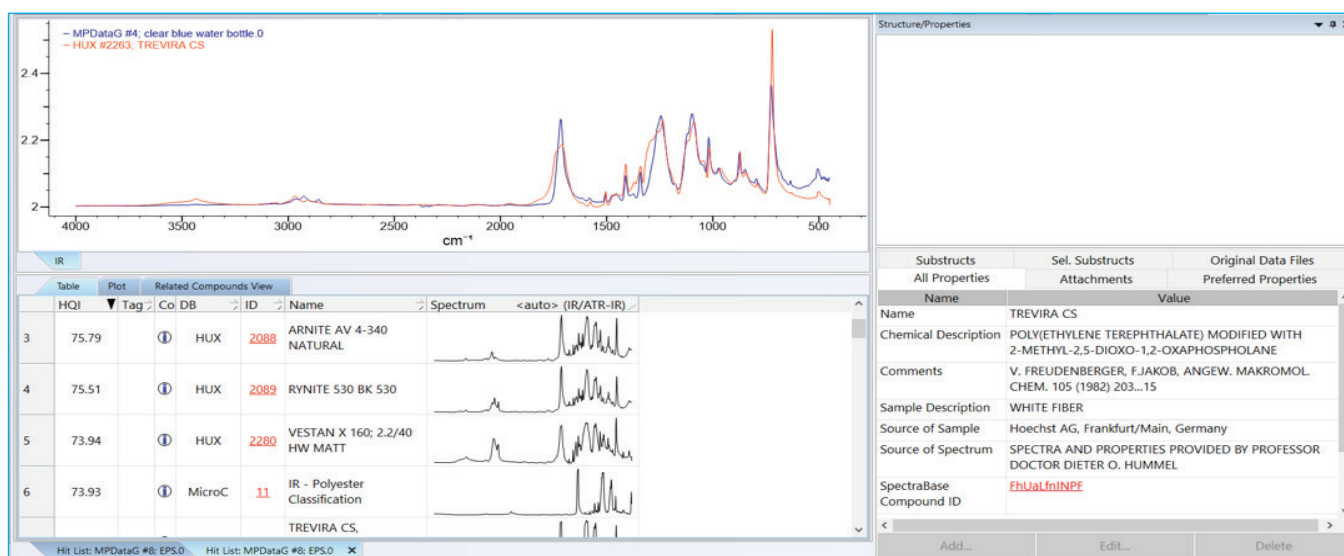 Structure/Properties
– MPDataG #4; clear blue water bottle.0
– HUX #2263; TREVIRA CS
2.4
2.2
2
4000 3500 3000 2500 2000 1500 1000 500
cm⁻¹
IR
Table Plot Related Compounds View
HQI Tag Co DB ID Name Spectrum <auto> (IR/ATR-IR)
3 75.79 HUX 2088 ARNITE AV 4-340
NATURAL
4 75.51 HUX 2089 RYNITE 530 BK 530
5 73.94 HUX 2280 VESTAN X 160; 2.2/40
HW MATT
6 73.93 MicroC 11 IR - Polyester
Classification
TREVIRA CS,
Hit List: MPDataG #8; EPS.0 Hit List: MPDataG #8; EPS.0 ×
Substructs Sel. Substructs Original Data Files
All Properties Attachments Preferred Properties
Name Value
Name TREVIRA CS
Chemical Description POLY(ETHYLENE TEREPHTHALATE) MODIFIED WITH
2-METHYL-2,5-DIOXO-1,2-OXAPHOSPHOLANE
Comments V. FREUDENBERGER, F.JAKOB, ANGEW. MAKROMOL.
CHEM. 105 (1982) 203...15
Sample Description WHITE FIBER
Source of Sample Hoechst AG, Frankfurt/Main, Germany
Source of Spectrum SPECTRA AND PROPERTIES PROVIDED BY PROFESSOR
DOCTOR DIETER O. HUMMEL
SpectraBase FhUaLfnINPF
Compound ID
Add... Edit... Delete